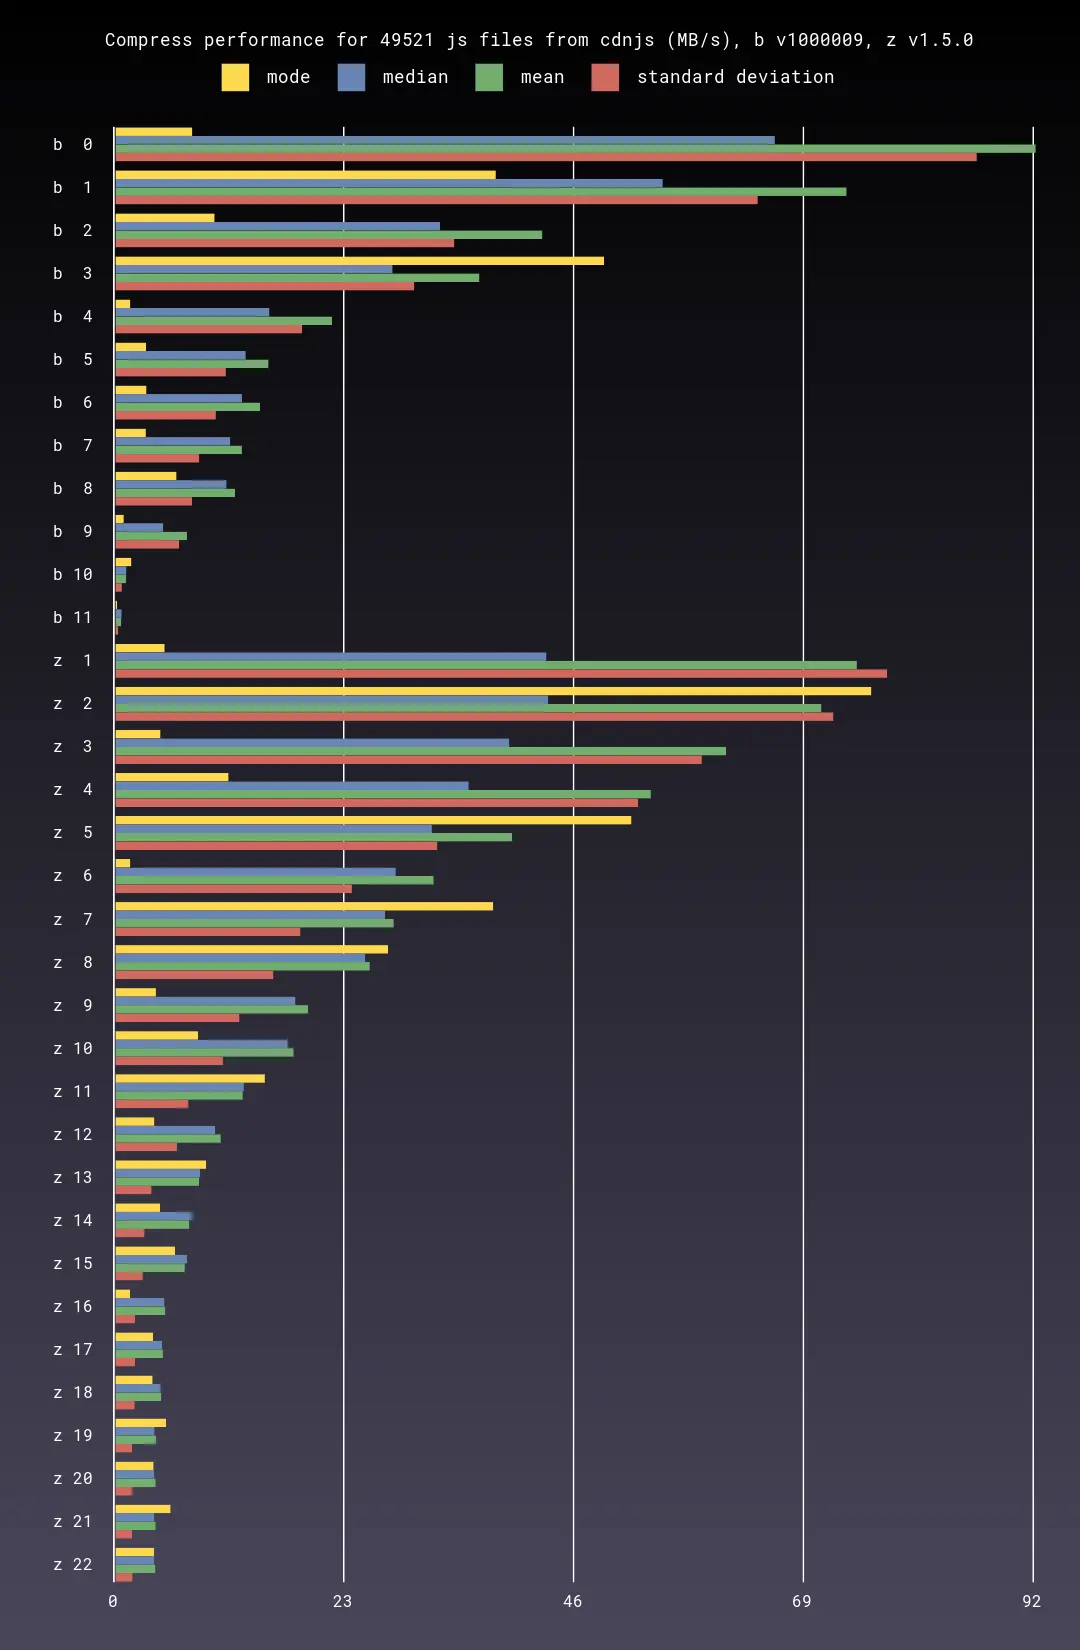 Compress performance for 49521 js files from cdnjs (MB/s), b v1000009, z v1.5.0
mode median mean standard deviation
b 0
b 1
b 2
b 3
b 4
b 5
b 6
b 7
b 8
b 9
b 10
b 11
z 1
z 2
z 3
z 4
z 5
z 6
z 7
z 8
z 9
z 10
z 11
z 12
z 13
z 14
z 15
z 16
z 17
z 18
z 19
z 20
z 21
z 22
0 23 46 69 92